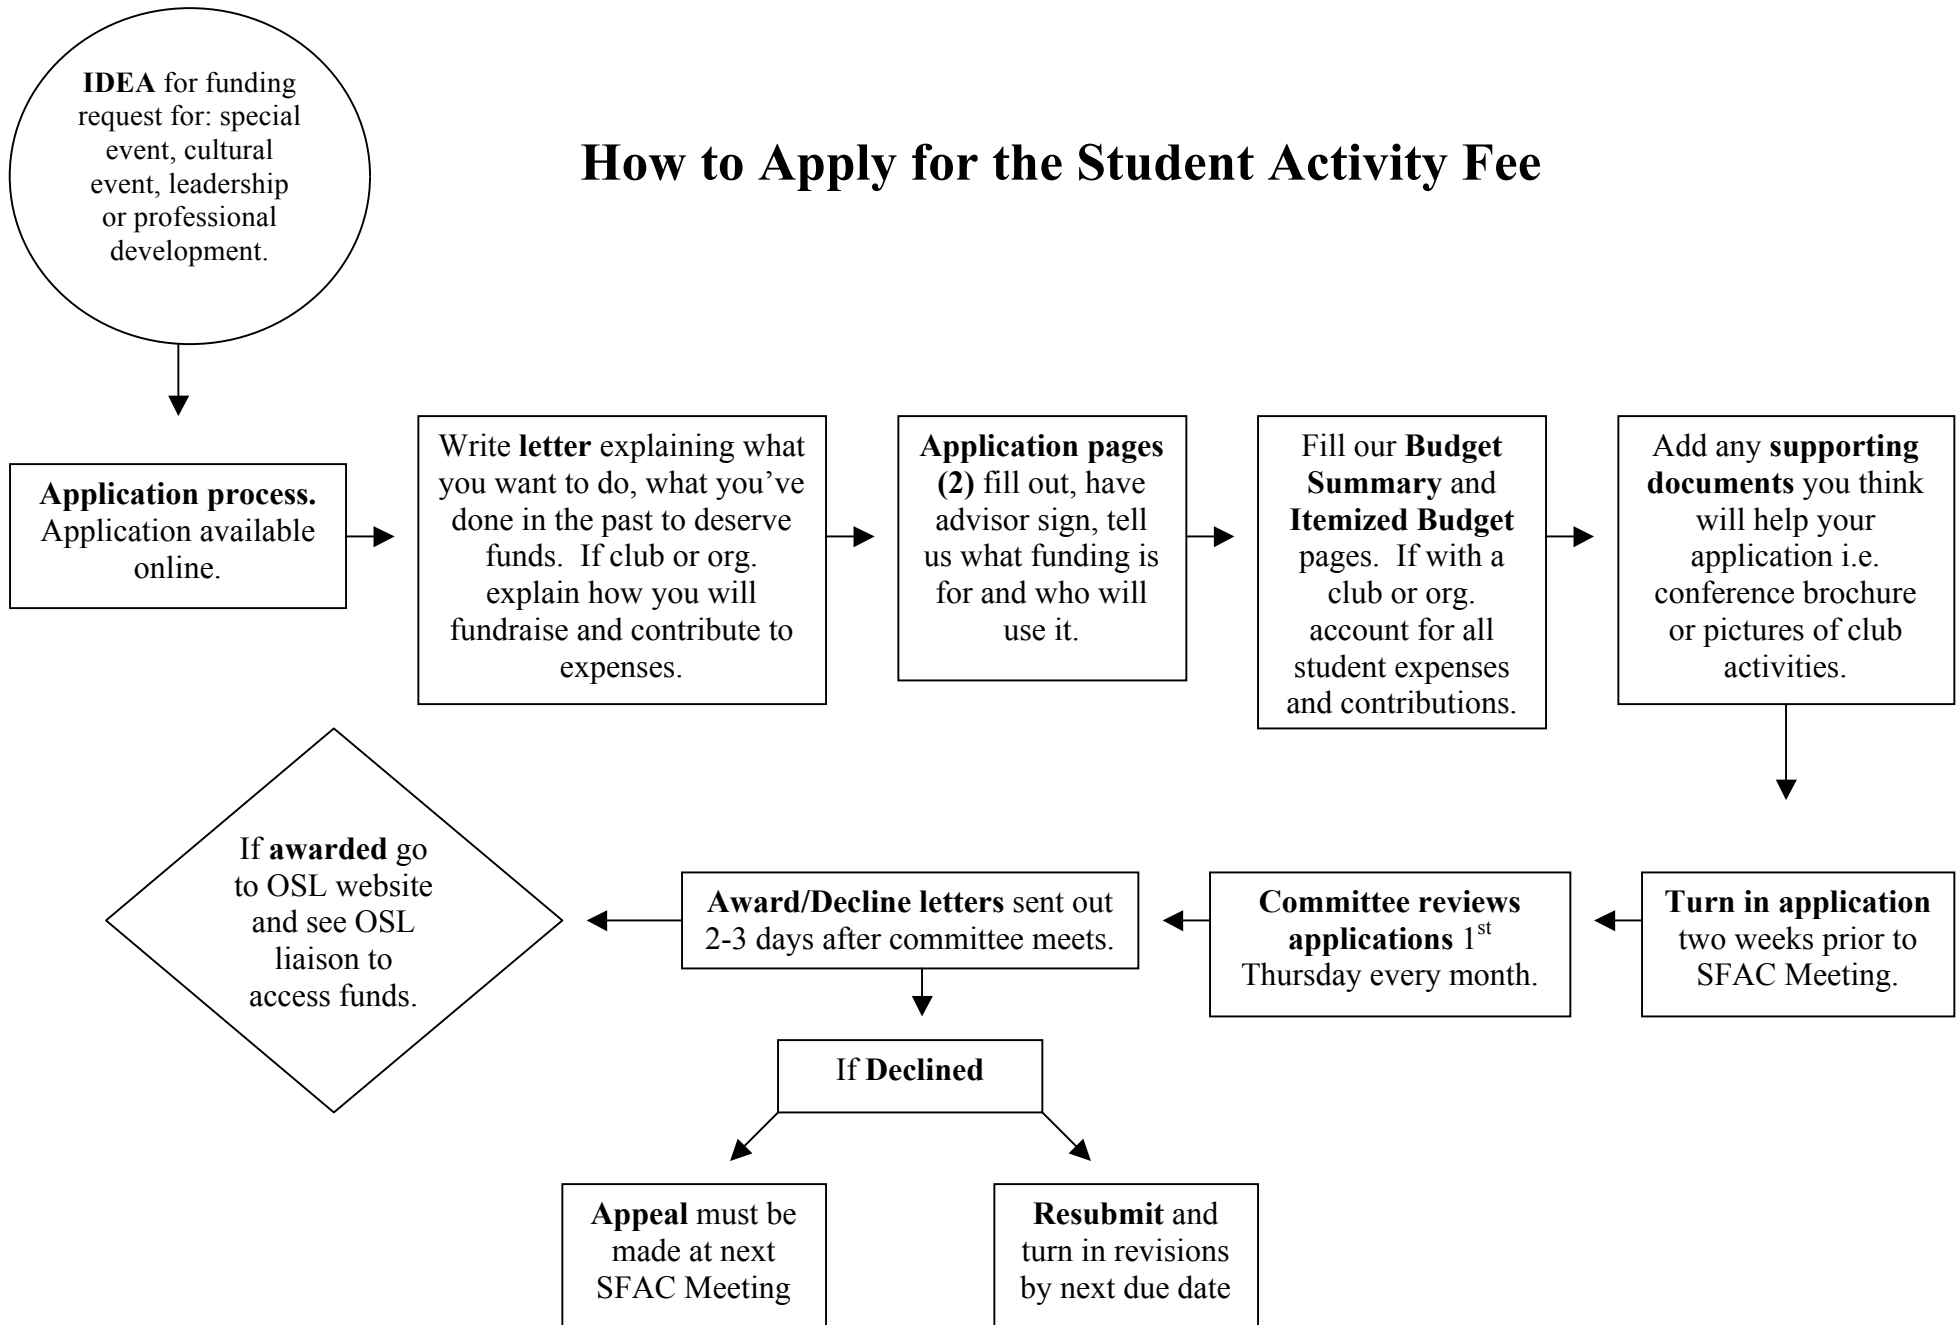 IDEA for funding
request for: special
event, cultural
event, leadership
or professional
development.
How to Apply for the Student Activity Fee
Application process.
Application available
online.
Write letter explaining what
you want to do, what you’ve
done in the past to deserve
funds.  If club or org.
explain how you will
fundraise and contribute to
expenses.
Application pages
(2) fill out, have
advisor sign, tell
us what funding is
for and who will
use it.
Fill our Budget
Summary and
Itemized Budget
pages.  If with a
club or org.
account for all
student expenses
and contributions.
Add any supporting
documents you think
will help your
application i.e.
conference brochure
or pictures of club
activities.
Turn in application
two weeks prior to
SFAC Meeting.
Committee reviews
applications 1st
Thursday every month.
Award/Decline letters sent out
2-3 days after committee meets.
If awarded go
to OSL website
and see OSL
liaison to
access funds.
If Declined
Appeal must be
made at next
SFAC Meeting
Resubmit and
turn in revisions
by next due date